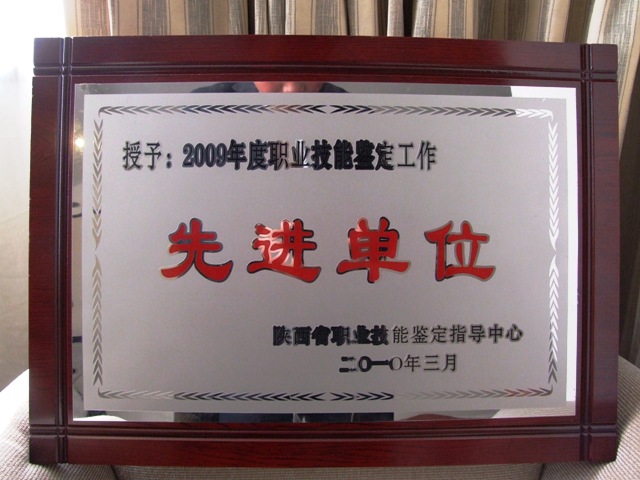 授予：2009年度职业技能鉴定工作
先进单位
陕西省职业技能鉴定指导中心
二〇一〇年三月